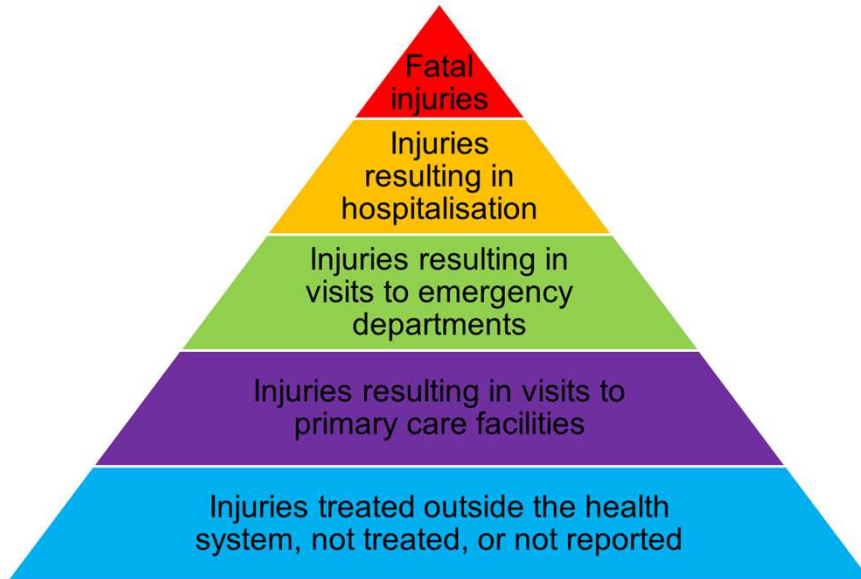 Fatal
injuries
Injuries
resulting in
hospitalisation
Injuries resulting in
visits to emergency
departments
Injuries resulting in visits to
primary care facilities
Injuries treated outside the health
system, not treated, or not reported